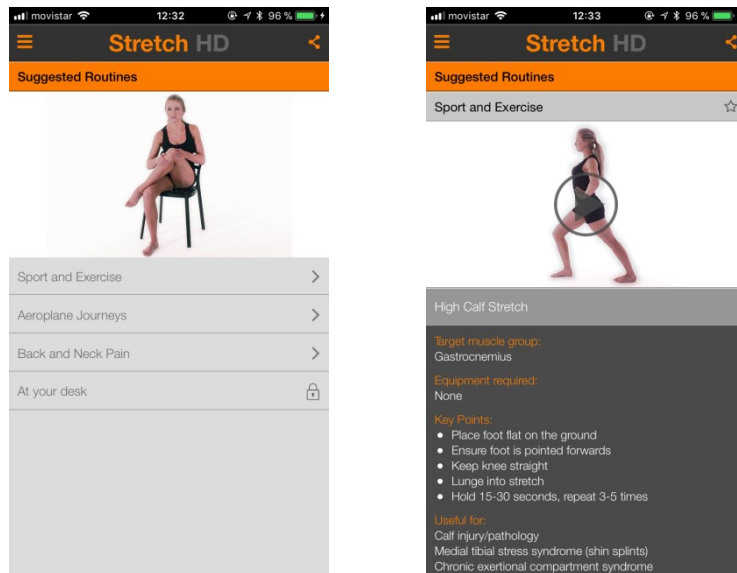 movistar 12:32 96 %
Stretch HD
Suggested Routines
Sport and Exercise
Aeroplane Journeys
Back and Neck Pain
At your desk
movistar 12:33 96 %
Stretch HD
Suggested Routines
Sport and Exercise
High Calf Stretch
Target muscle group:
Gastrocnemius
Equipment required:
None
Key Points:
• Place foot flat on the ground
• Ensure foot is pointed forwards
• Keep knee straight
• Lunge into stretch
• Hold 15-30 seconds, repeat 3-5 times
Useful for:
Calf injury/pathology
Medial tibial stress syndrome (shin splints)
Chronic exertional compartment syndrome